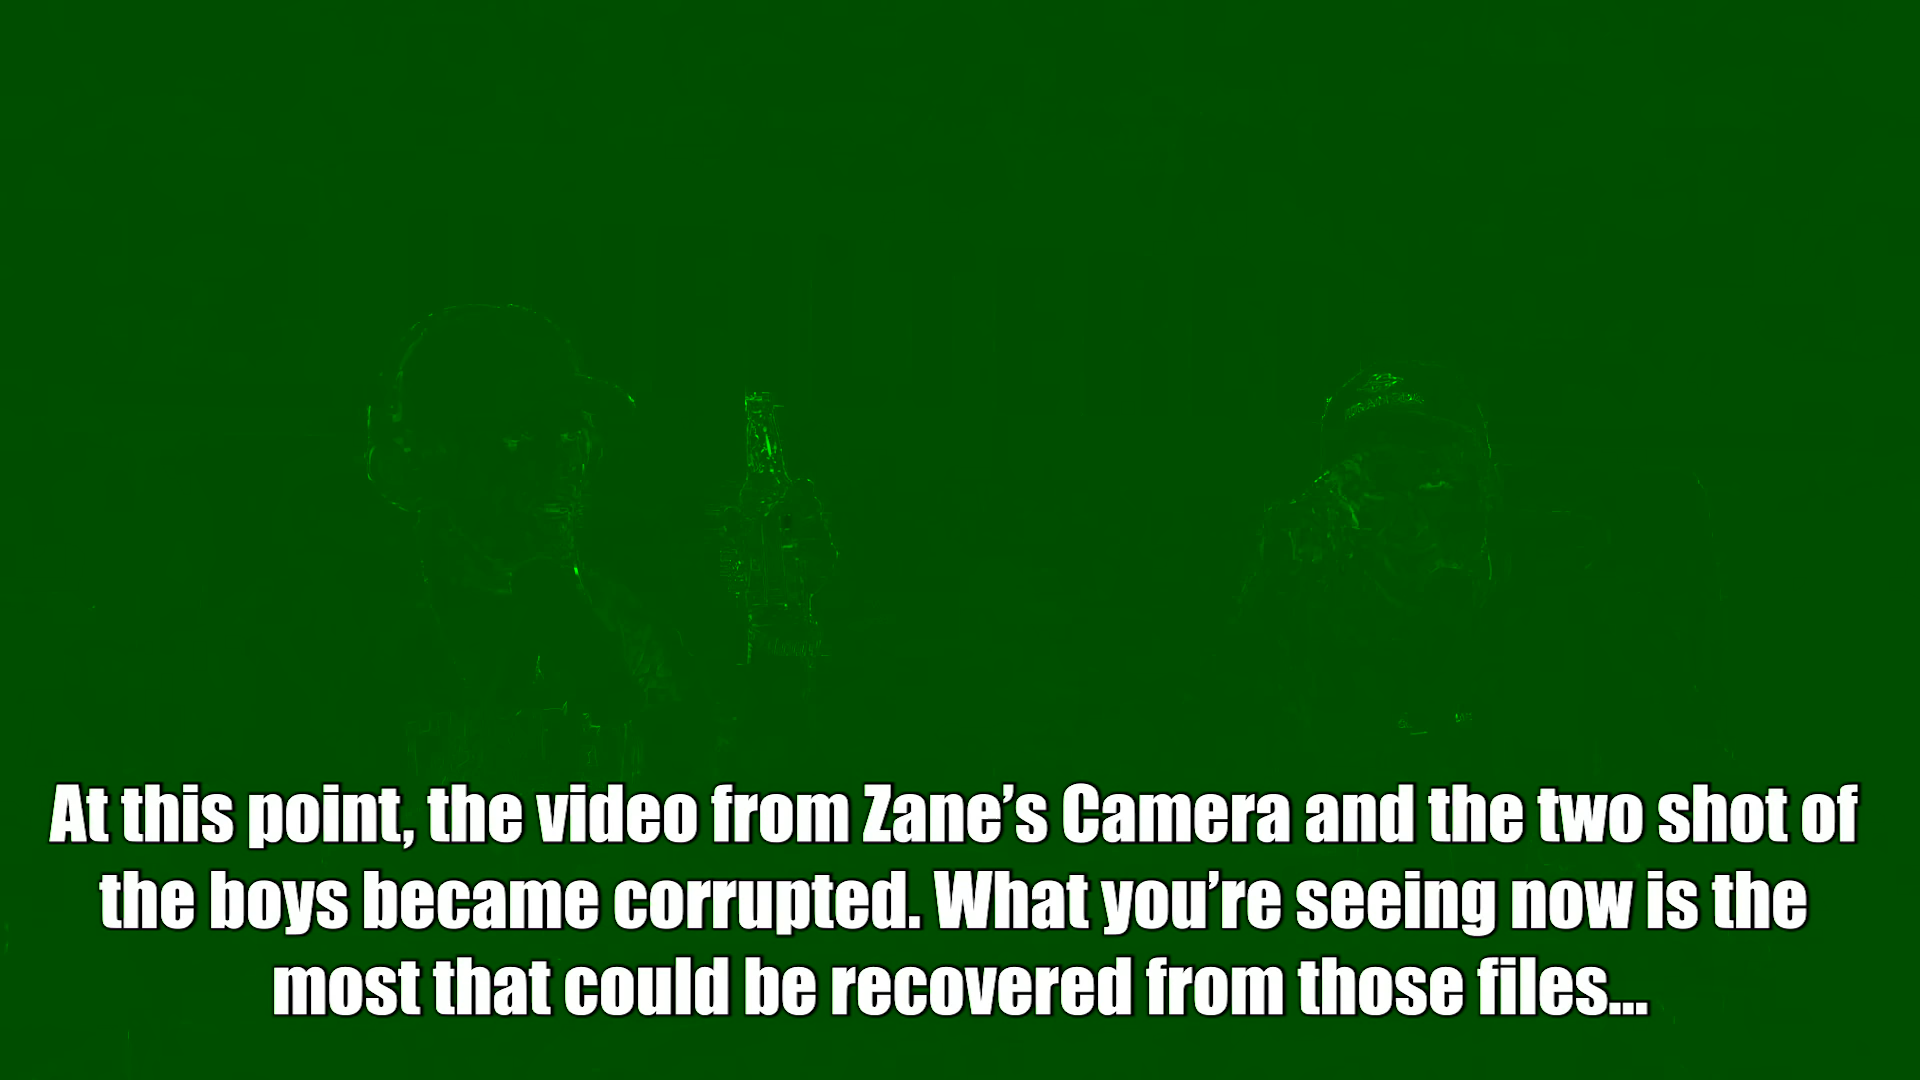 At this point, the video from Zane’s Camera and the two shot of
the boys became corrupted. What you’re seeing now is the
most that could be recovered from those files...